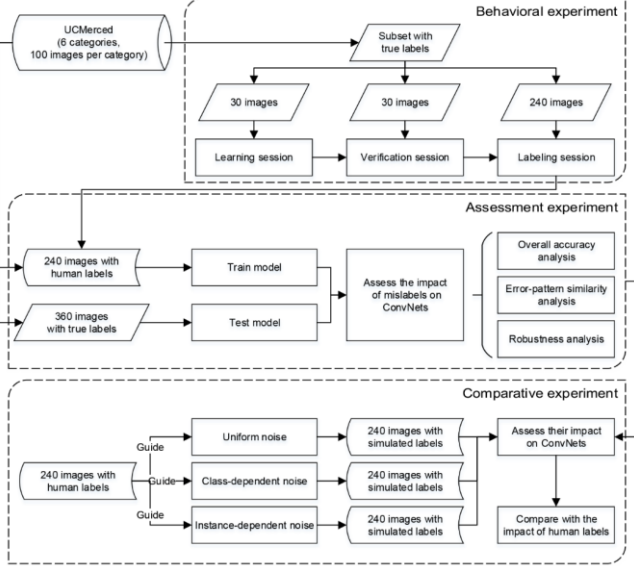 Behavioral experiment
UCMerced
(6 categories,
100 images per category)
Subset with
true labels
30 images
30 images
240 images
Learning session
Verification session
Labeling session
Assessment experiment
240 images with
human labels
Train model
360 images
with true labels
Test model
Assess the impact
of mislabels on
ConvNets
Overall accuracy
analysis
Error-pattern similarity
analysis
Robustness analysis
Comparative experiment
240 images with
human labels
Guide
Guide
Guide
Uniform noise
Class-dependent noise
Instance-dependent noise
240 images with
simulated labels
240 images with
simulated labels
240 images with
simulated labels
Assess their impact
on ConvNets
Compare with the
impact of human labels